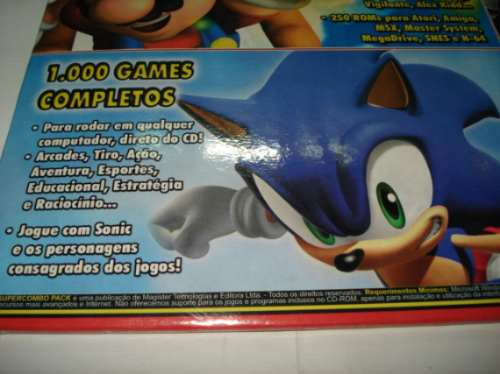 Vigilante, Alex Kidd...
• 250 ROMs para Atari, Amiga,
MSX, Master System,
MegaDrive, SNES e N-64
1.000 GAMES
COMPLETOS
• Para rodar em qualquer
computador, direto do CD!
• Arcades, Tiro, Ação,
Aventura, Esportes,
Educacional, Estratégia
e Raciocínio...
• Jogue com Sonic
e os personagens
consagrados dos jogos!
SUPERCOMBO PACK é uma publicação de Magister Tecnologias e Editora Ltda. - Todos os direitos reservados. Requerimentos Mínimos: Microsoft
recursos mais avançados e Internet. Não oferecemos suporte para os jogos e programas inclusos no CD-ROM, apenas para instalação e utilização da